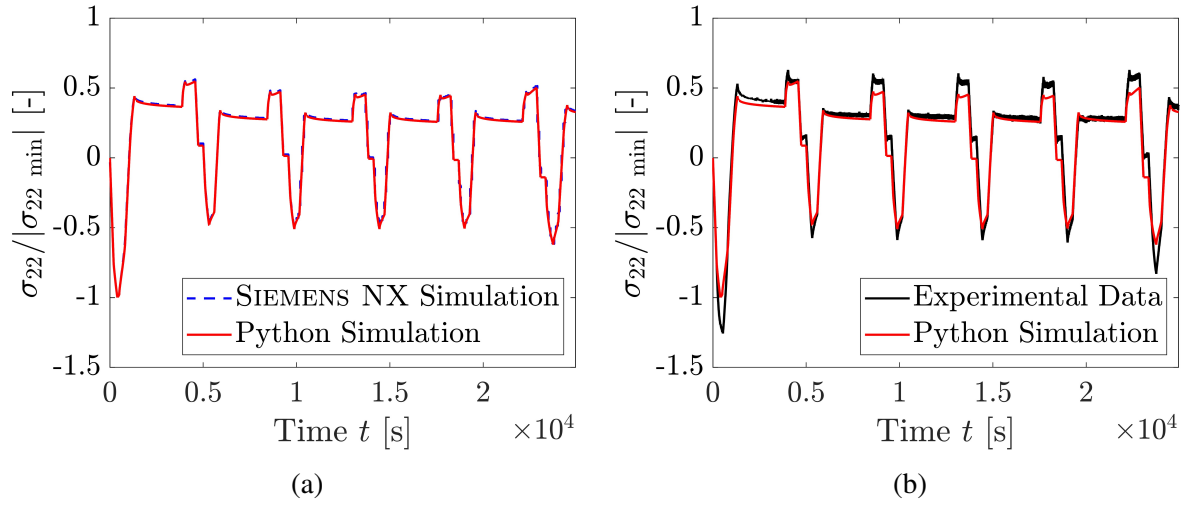 1
0.5
0
-0.5
-1
-1.5
σ22/|σ22 min| [-]
SIEMENS NX Simulation
Python Simulation
0
0.5
1
1.5
2
×10^4
Time t [s]
(a)
1
0.5
0
-0.5
-1
-1.5
σ22/|σ22 min| [-]
Experimental Data
Python Simulation
0
0.5
1
1.5
2
×10^4
Time t [s]
(b)